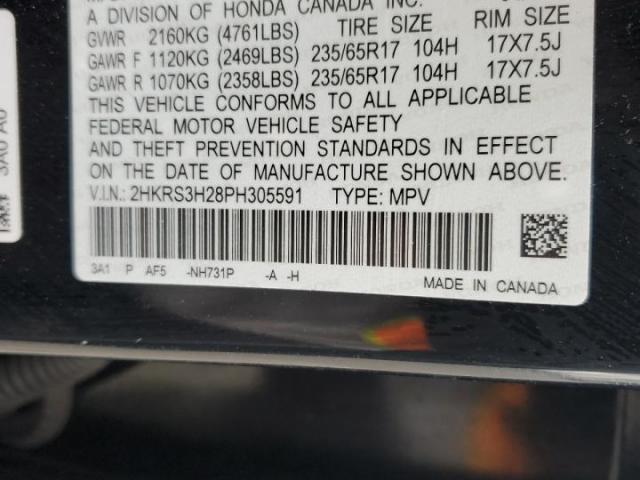 A DIVISION OF HONDA CANADA INC.
GVWR 2160KG (4761LBS) TIRE SIZE RIM SIZE
GAWR F 1120KG (2469LBS) 235/65R17 104H 17X7.5J
GAWR R 1070KG (2358LBS) 235/65R17 104H 17X7.5J
THIS VEHICLE CONFORMS TO ALL APPLICABLE
FEDERAL MOTOR VEHICLE SAFETY
AND THEFT PREVENTION STANDARDS IN EFFECT
ON THE DATE OF MANUFACTURE SHOWN ABOVE.
V.I.N.: 2HKRS3H28PH305591 TYPE: MPV
3A1 P AF5 -NH731P -A -H
MADE IN CANADA
3A0 A0